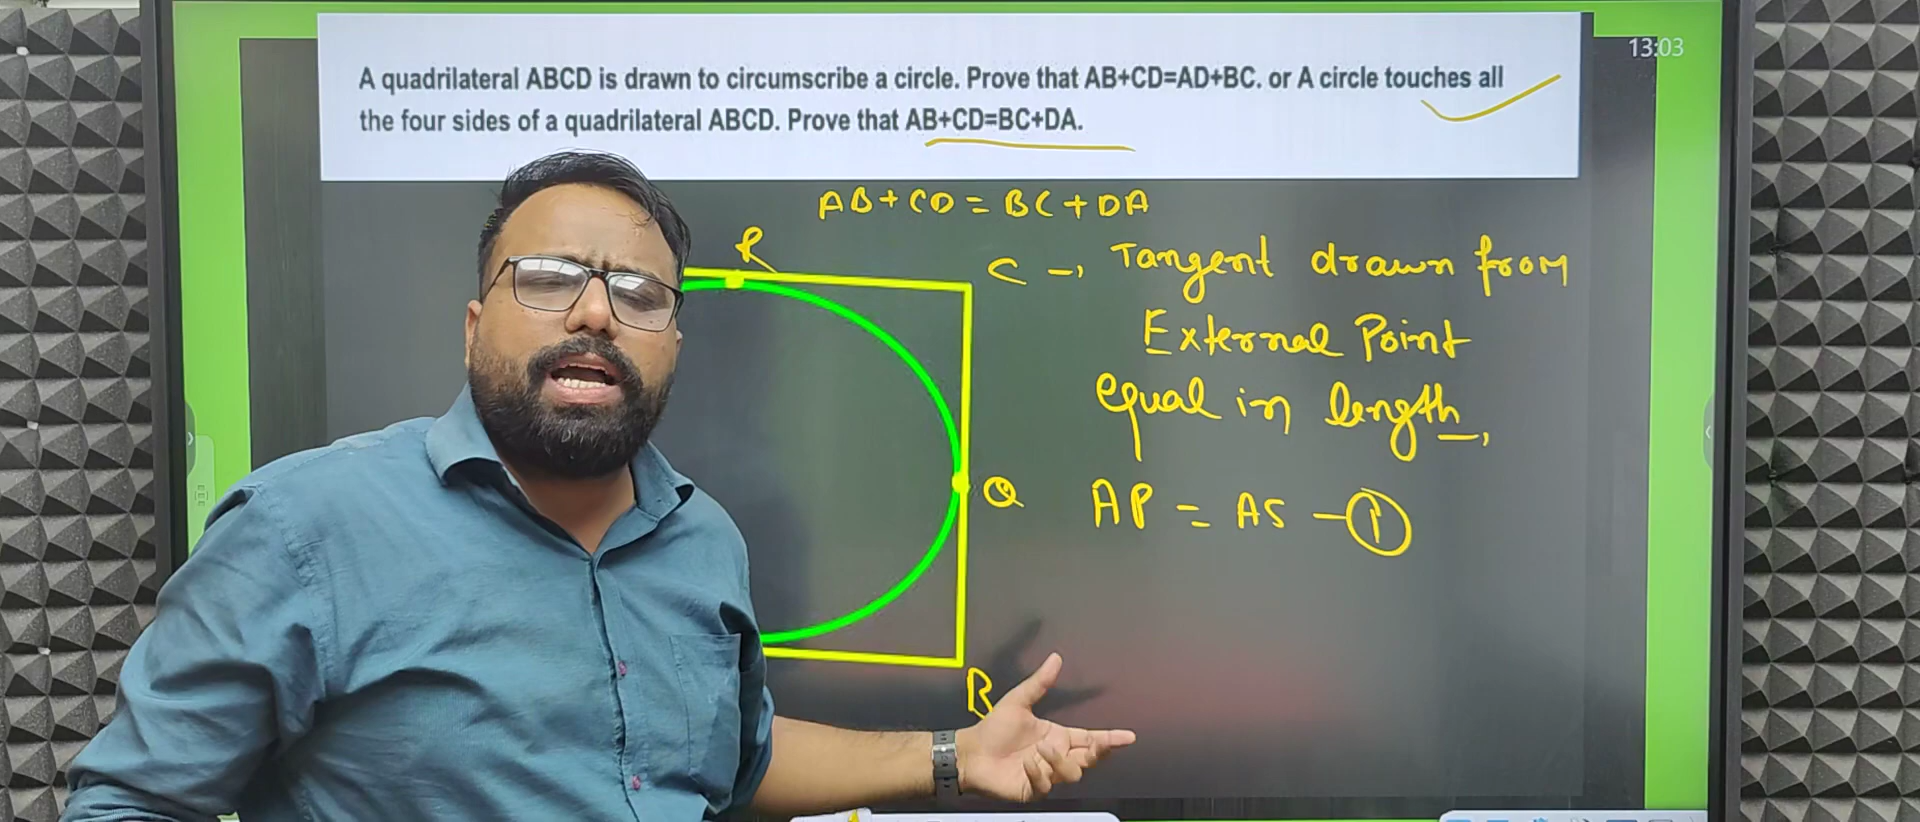 13:03
A quadrilateral ABCD is drawn to circumscribe a circle. Prove that AB+CD=AD+BC. or A circle touches all
the four sides of a quadrilateral ABCD. Prove that AB+CD=BC+DA.
AB+CD=BC+DA
R
C
Tangent drawn from
External Point
equal in length
Q
AP = AS - 1
B